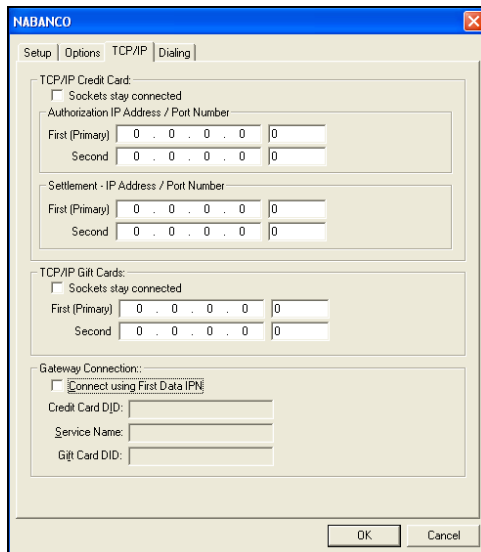 NABANCO
Setup Options TCP/IP Dialing
TCP/IP Credit Card:
Sockets stay connected
Authorization IP Address / Port Number
First (Primary) 0 . 0 . 0 . 0 0
Second 0 . 0 . 0 . 0 0
Settlement - IP Address / Port Number
First (Primary) 0 . 0 . 0 . 0 0
Second 0 . 0 . 0 . 0 0
TCP/IP Gift Cards:
Sockets stay connected
First (Primary) 0 . 0 . 0 . 0 0
Second 0 . 0 . 0 . 0 0
Gateway Connection::
Connect using First Data IPN
Credit Card DID:
Service Name:
Gift Card DID:
OK Cancel